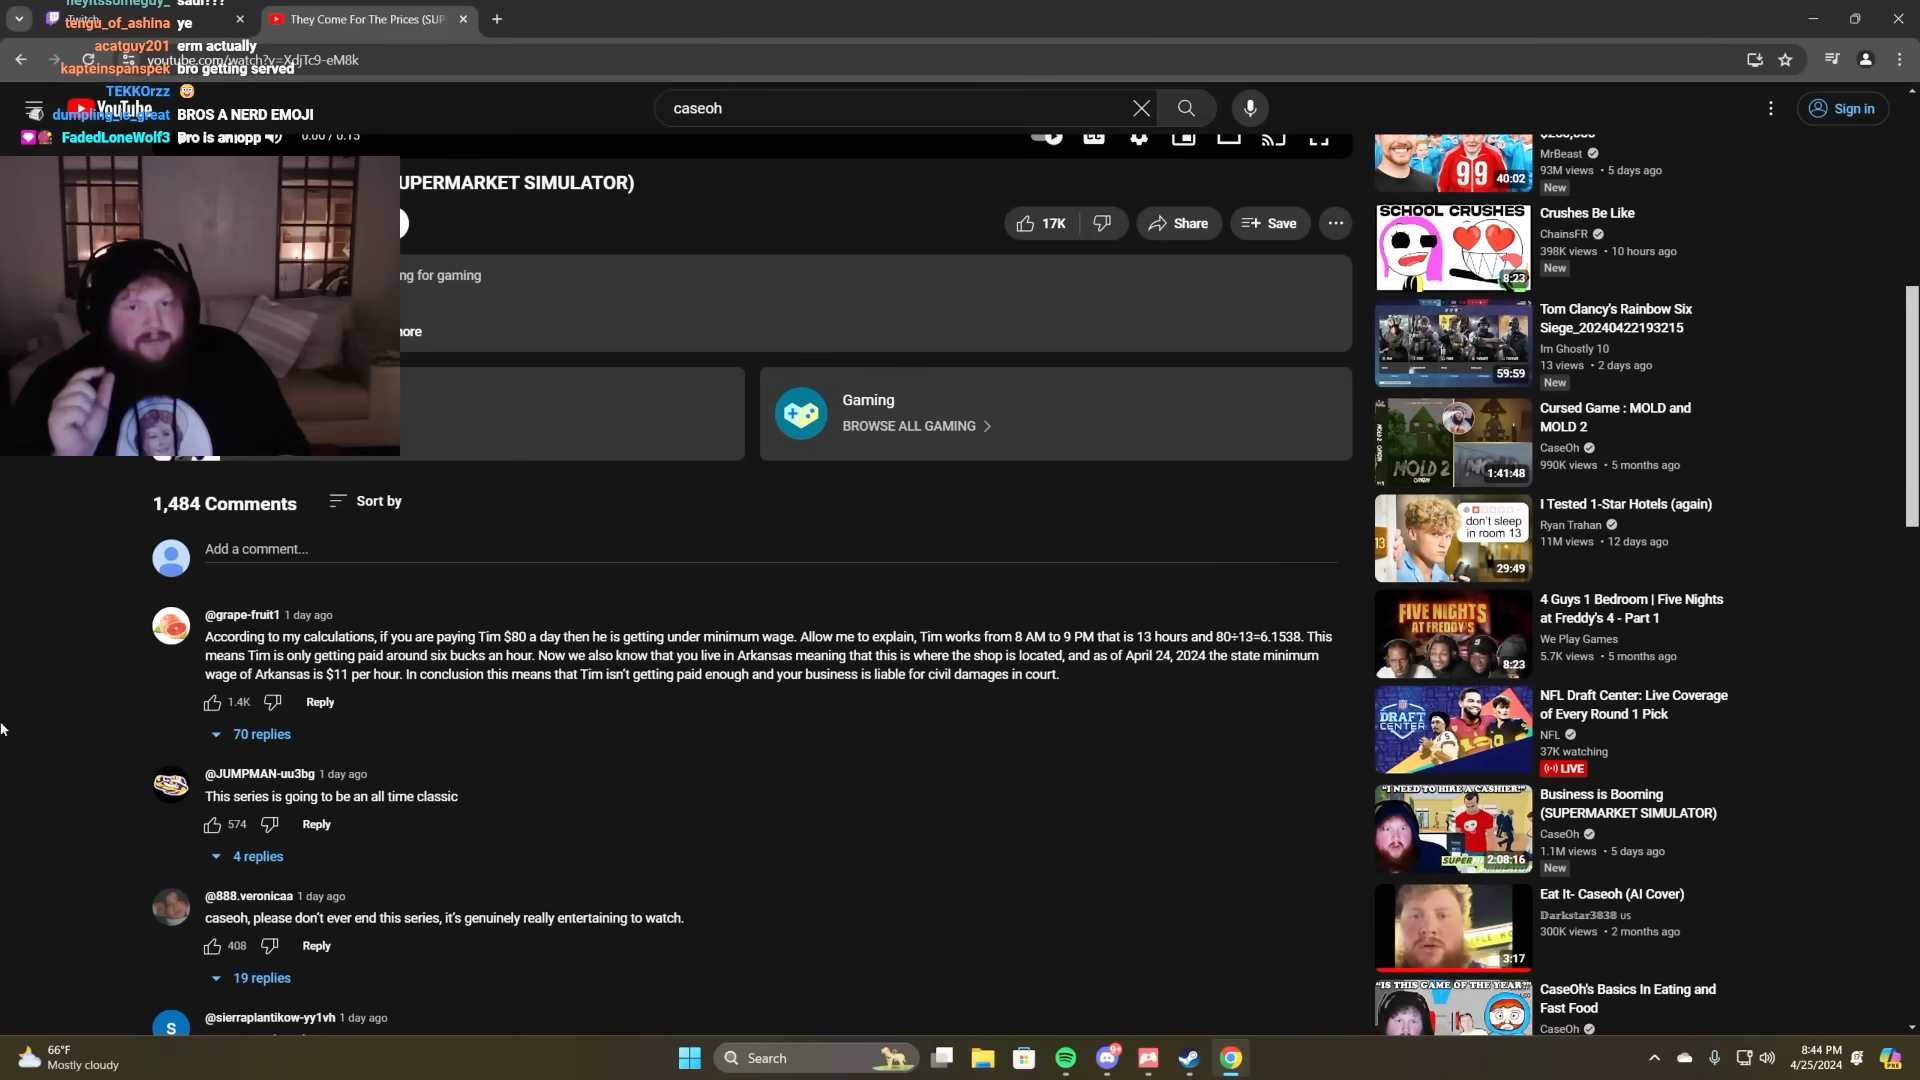 heyitssomeguy_ saul???
tengu_of_ashina ye
acatguy201 erm actually
kapteinspanspek bro getting served
TEKKOrzz
dumpling_is_great BROS A NERD EMOJI
FadedLoneWolf3 Bro is an opp
Twitch
They Come For The Prices (SUP
youtube.com/watch?v=XdjTc9-eM8k
YouTube
caseoh
Sign in
0:00 / 0:15
UPERMARKET SIMULATOR)
17K
Share
Save
ng for gaming
more
Gaming
BROWSE ALL GAMING
1,484 Comments
Sort by
Add a comment...
@grape-fruit1 1 day ago
According to my calculations, if you are paying Tim $80 a day then he is getting under minimum wage. Allow me to explain, Tim works from 8 AM to 9 PM that is 13 hours and 80÷13=6.1538. This
means Tim is only getting paid around six bucks an hour. Now we also know that you live in Arkansas meaning that this is where the shop is located, and as of April 24, 2024 the state minimum
wage of Arkansas is $11 per hour. In conclusion this means that Tim isn't getting paid enough and your business is liable for civil damages in court.
1.4K
Reply
70 replies
@JUMPMAN-uu3bg 1 day ago
This series is going to be an all time classic
574
Reply
4 replies
@888.veronicaa 1 day ago
caseoh, please don't ever end this series, it's genuinely really entertaining to watch.
408
Reply
19 replies
S
@sierraplantikow-yy1vh 1 day ago
99
40:02
MrBeast
93M views • 5 days ago
New
SCHOOL CRUSHES
8:23
Crushes Be Like
ChainsFR
398K views • 10 hours ago
New
59:59
Tom Clancy's Rainbow Six
Siege_20240422193215
Im Ghostly 10
13 views • 2 days ago
New
MOLD 2
1:41:48
Cursed Game : MOLD and
MOLD 2
CaseOh
990K views • 5 months ago
don't sleep
in room 13
13
29:49
I Tested 1-Star Hotels (again)
Ryan Trahan
11M views • 12 days ago
FIVE NIGHTS
AT FREDDY'S
8:23
4 Guys 1 Bedroom | Five Nights
at Freddy's 4 - Part 1
We Play Games
5.7K views • 5 months ago
DRAFT
CENTER
NFL Draft Center: Live Coverage
of Every Round 1 Pick
NFL
37K watching
LIVE
"I NEED TO HIRE A CASHIER!"
2:08:16
Business is Booming
(SUPERMARKET SIMULATOR)
CaseOh
1.1M views • 5 days ago
New
3:17
Eat It- Caseoh (AI Cover)
Darkstar3838 us
300K views • 2 months ago
"IS THIS GAME OF THE YEAR?"
CaseOh's Basics In Eating and
Fast Food
CaseOh
66°F
Mostly cloudy
Search
8:44 PM
4/25/2024